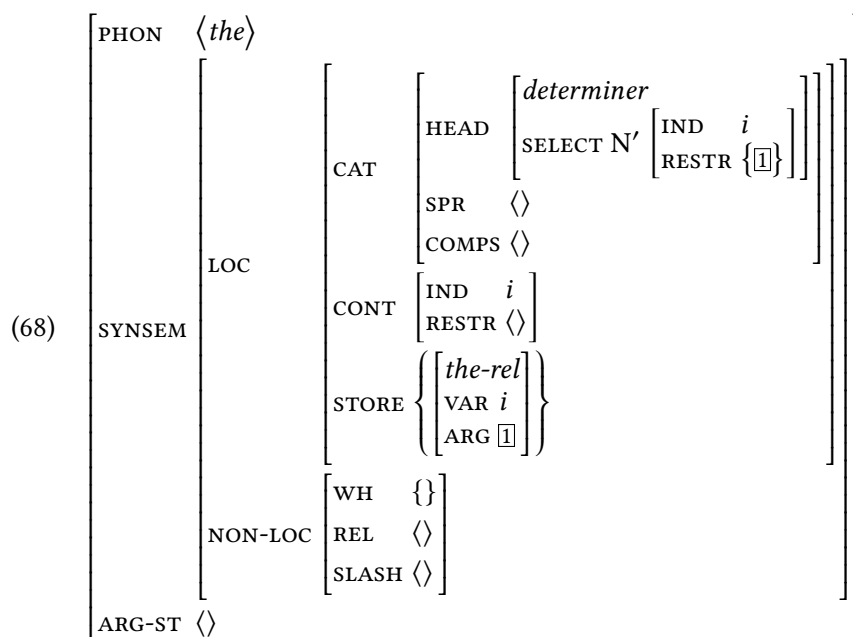 PHON ⟨the⟩
determiner
HEAD
SELECT N′ [IND i
RESTR {1}]
CAT
SPR ⟨⟩
COMPS ⟨⟩
LOC
CONT [IND i
RESTR ⟨⟩]
(68) SYNSEM
the-rel
STORE {[VAR i
ARG 1]}
WH {}
NON-LOC REL ⟨⟩
SLASH ⟨⟩
ARG-ST ⟨⟩